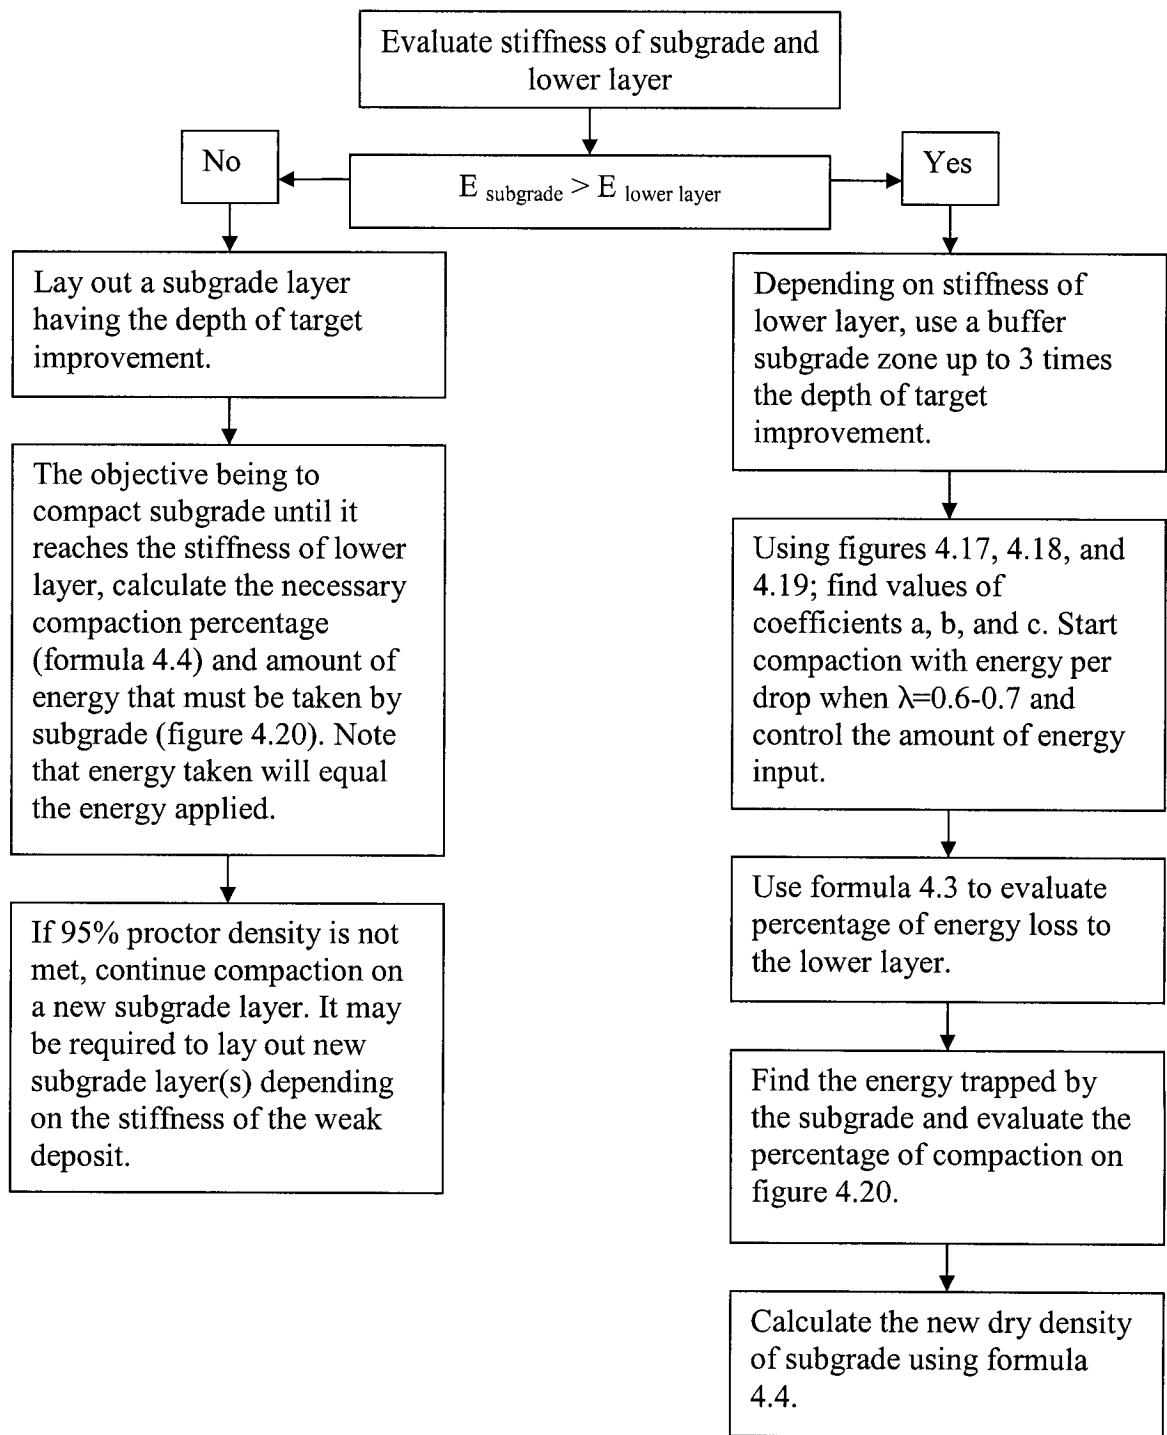 Evaluate stiffness of subgrade and
lower layer
No
E subgrade > E lower layer
Yes
Lay out a subgrade layer
having the depth of target
improvement.
The objective being to
compact subgrade until it
reaches the stiffness of lower
layer, calculate the necessary
compaction percentage
(formula 4.4) and amount of
energy that must be taken by
subgrade (figure 4.20). Note
that energy taken will equal
the energy applied.
If 95% proctor density is not
met, continue compaction on
a new subgrade layer. It may
be required to lay out new
subgrade layer(s) depending
on the stiffness of the weak
deposit.
Depending on stiffness of
lower layer, use a buffer
subgrade zone up to 3 times
the depth of target
improvement.
Using figures 4.17, 4.18, and
4.19; find values of
coefficients a, b, and c. Start
compaction with energy per
drop when λ=0.6-0.7 and
control the amount of energy
input.
Use formula 4.3 to evaluate
percentage of energy loss to
the lower layer.
Find the energy trapped by
the subgrade and evaluate the
percentage of compaction on
figure 4.20.
Calculate the new dry density
of subgrade using formula
4.4.